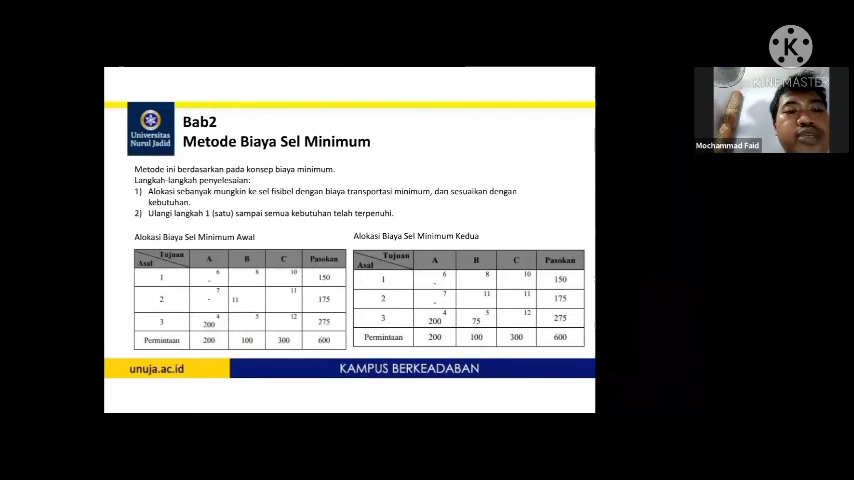 K
KINEMASTER
Mochammad Faid
Universitas
Nurul Jadid
Bab2
Metode Biaya Sel Minimum
Metode ini berdasarkan pada konsep biaya minimum.
Langkah-langkah penyelesaian:
1) Alokasi sebanyak mungkin ke sel fisibel dengan biaya transportasi minimum, dan sesuaikan dengan
kebutuhan.
2) Ulangi langkah 1 (satu) sampai semua kebutuhan telah terpenuhi.
Alokasi Biaya Sel Minimum Awal
Tujuan Asal A B C Pasokan
1 6 - 8 10 150
2 7 - 11 11 175
3 4 200 5 12 275
Permintaan 200 100 300 600
Alokasi Biaya Sel Minimum Kedua
Tujuan Asal A B C Pasokan
1 6 - 8 10 150
2 7 - 11 11 175
3 4 200 5 75 12 275
Permintaan 200 100 300 600
unuja.ac.id
KAMPUS BERKEADABAN